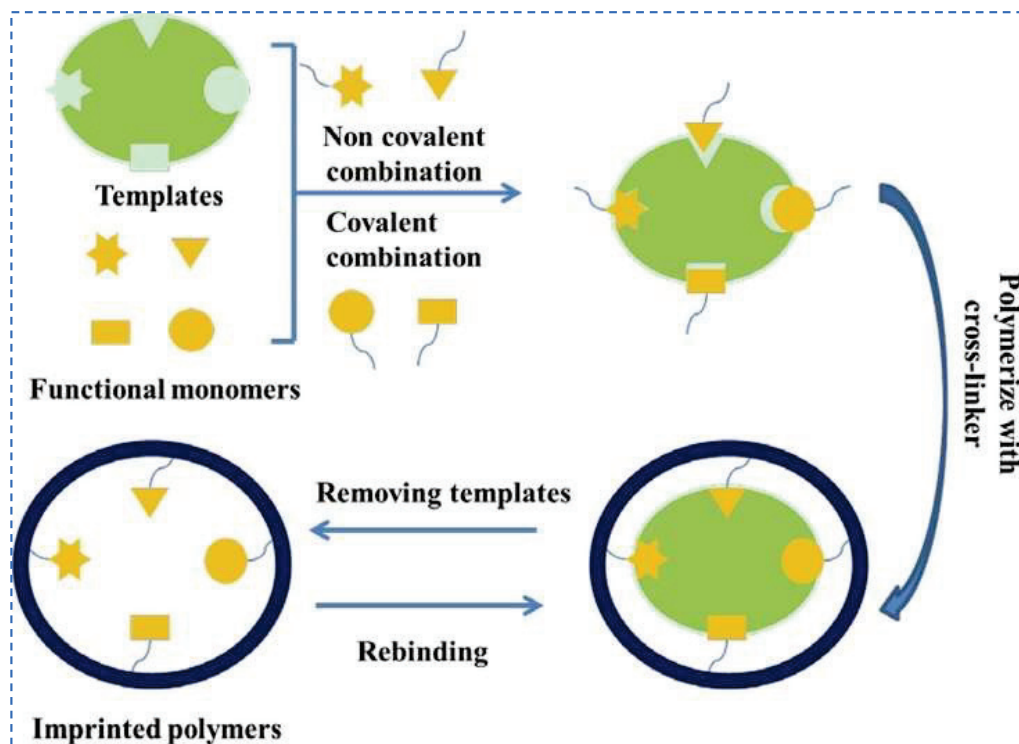 Templates
Functional monomers
Non covalent
combination
Covalent
combination
Polymerize with
cross-linker
Removing templates
Rebinding
Imprinted polymers